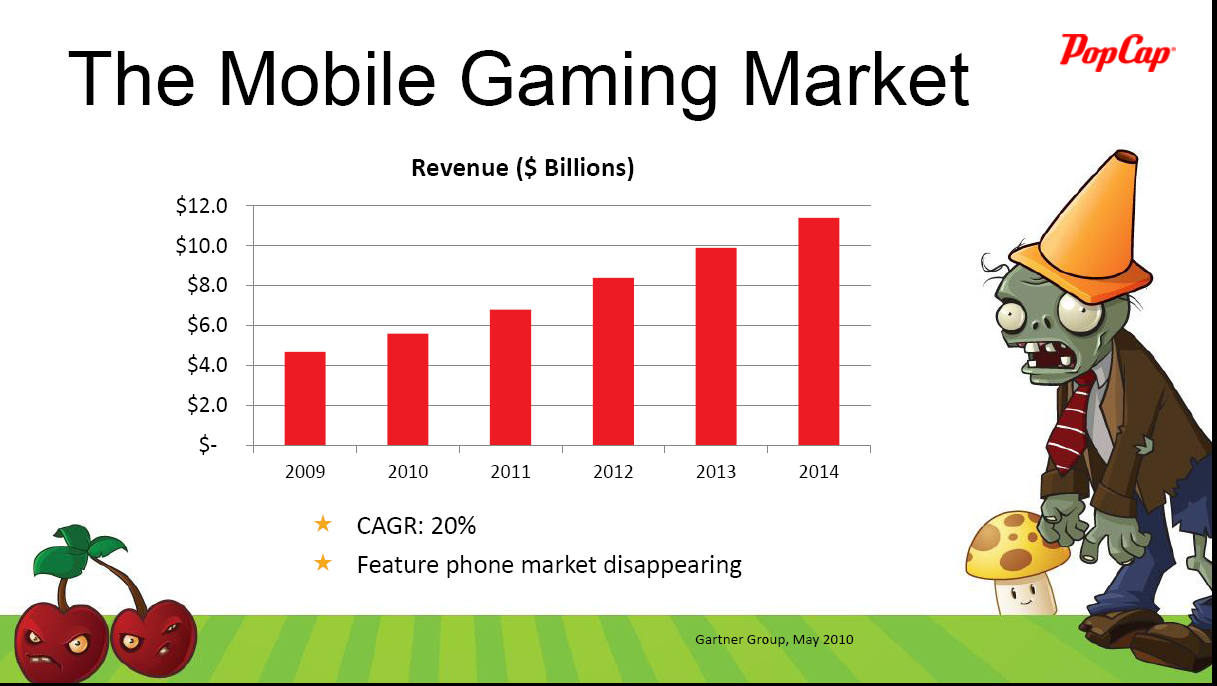 PopCap
The Mobile Gaming Market
Revenue ($ Billions)
$12.0
$10.0
$8.0
$6.0
$4.0
$2.0
$-
2009 2010 2011 2012 2013 2014
CAGR: 20%
Feature phone market disappearing
Gartner Group, May 2010